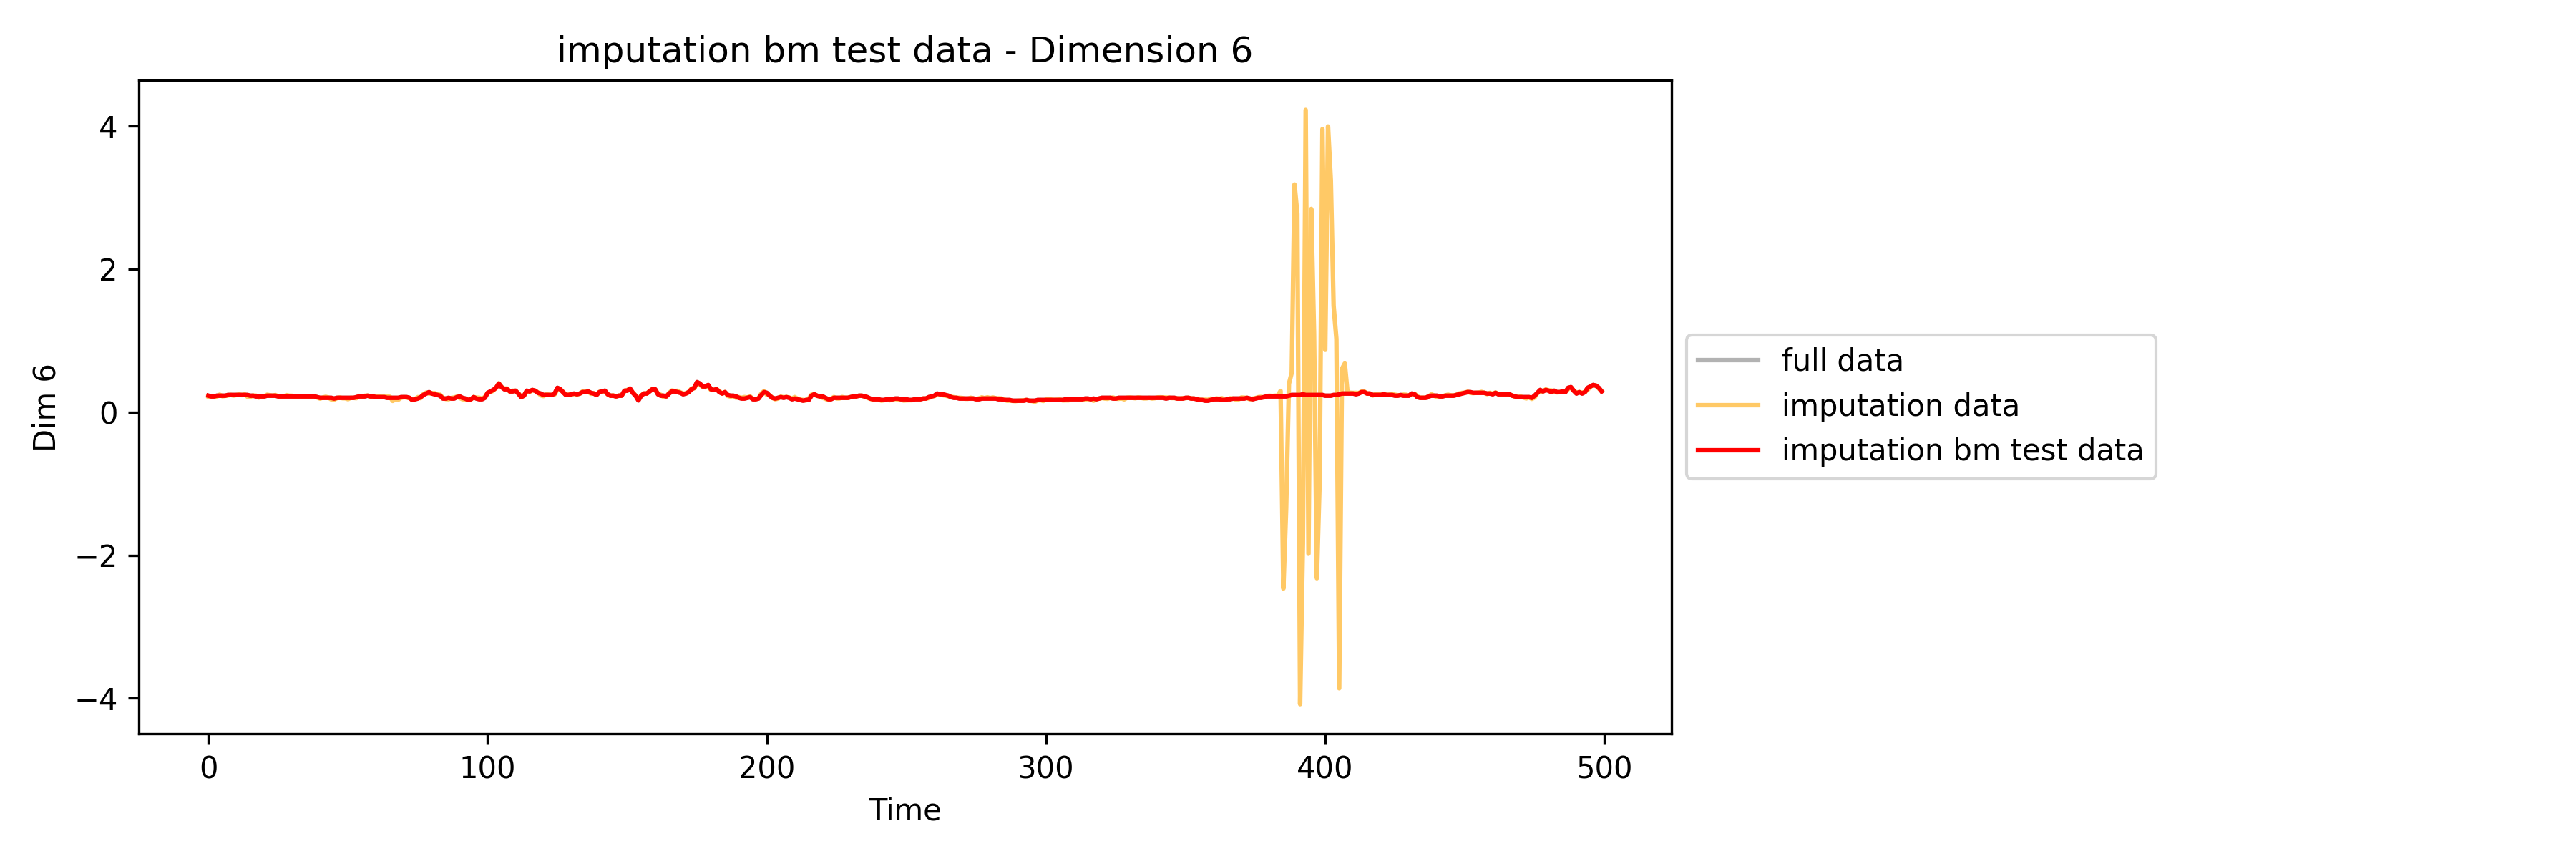 imputation bm test data - Dimension 6
4
2
0
−2
−4
Dim 6
0 100 200 300 400 500
Time
full data
imputation data
imputation bm test data